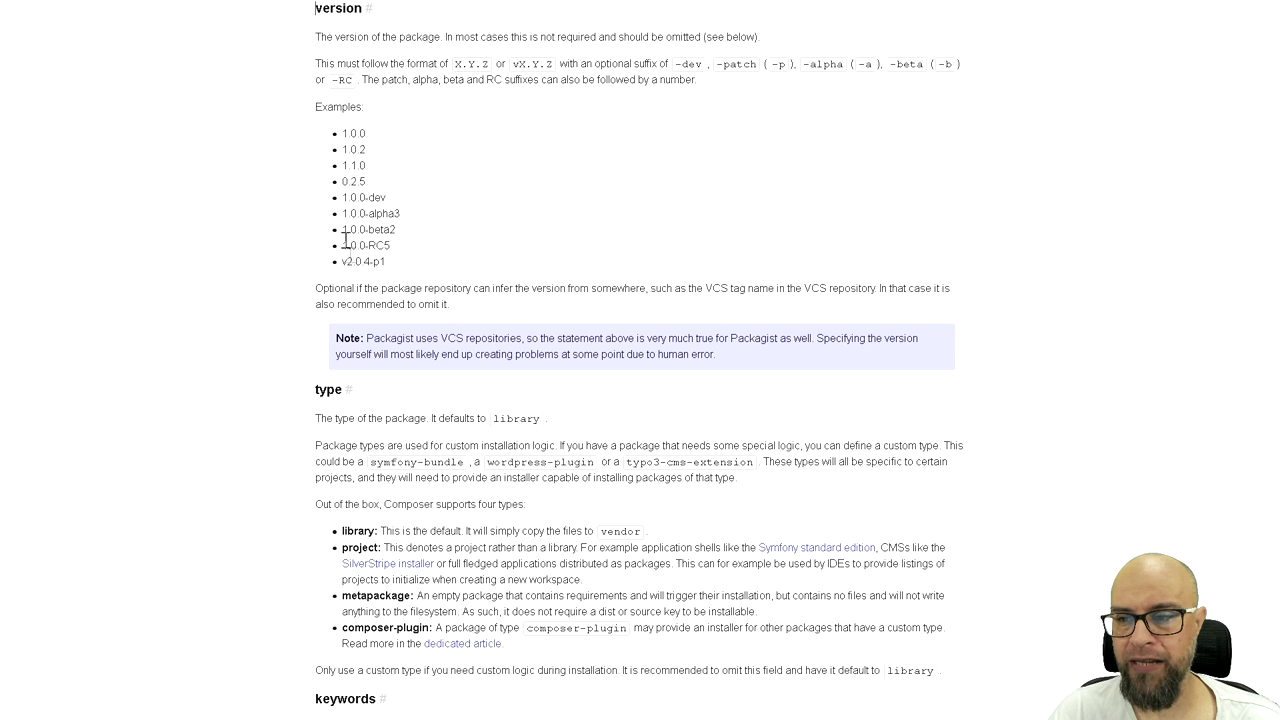 version #
The version of the package. In most cases this is not required and should be omitted (see below).
This must follow the format of X.Y.Z or vX.Y.Z with an optional suffix of -dev , -patch ( -p ), -alpha ( -a ), -beta ( -b )
or -RC . The patch, alpha, beta and RC suffixes can also be followed by a number.
Examples:
• 1.0.0
• 1.0.2
• 1.1.0
• 0.2.5
• 1.0.0-dev
• 1.0.0-alpha3
• 1.0.0-beta2
• 1.0.0-RC5
• v2.0.4-p1
Optional if the package repository can infer the version from somewhere, such as the VCS tag name in the VCS repository. In that case it is
also recommended to omit it.
Note: Packagist uses VCS repositories, so the statement above is very much true for Packagist as well. Specifying the version
yourself will most likely end up creating problems at some point due to human error.
type #
The type of the package. It defaults to library .
Package types are used for custom installation logic. If you have a package that needs some special logic, you can define a custom type. This
could be a symfony-bundle , a wordpress-plugin or a typo3-cms-extension . These types will all be specific to certain
projects, and they will need to provide an installer capable of installing packages of that type.
Out of the box, Composer supports four types:
• library: This is the default. It will simply copy the files to vendor .
• project: This denotes a project rather than a library. For example application shells like the Symfony standard edition, CMSs like the
SilverStripe installer or full fledged applications distributed as packages. This can for example be used by IDEs to provide listings of
projects to initialize when creating a new workspace.
• metapackage: An empty package that contains requirements and will trigger their installation, but contains no files and will not write
anything to the filesystem. As such, it does not require a dist or source key to be installable.
• composer-plugin: A package of type composer-plugin may provide an installer for other packages that have a custom type.
Read more in the dedicated article.
Only use a custom type if you need custom logic during installation. It is recommended to omit this field and have it default to library .
keywords #